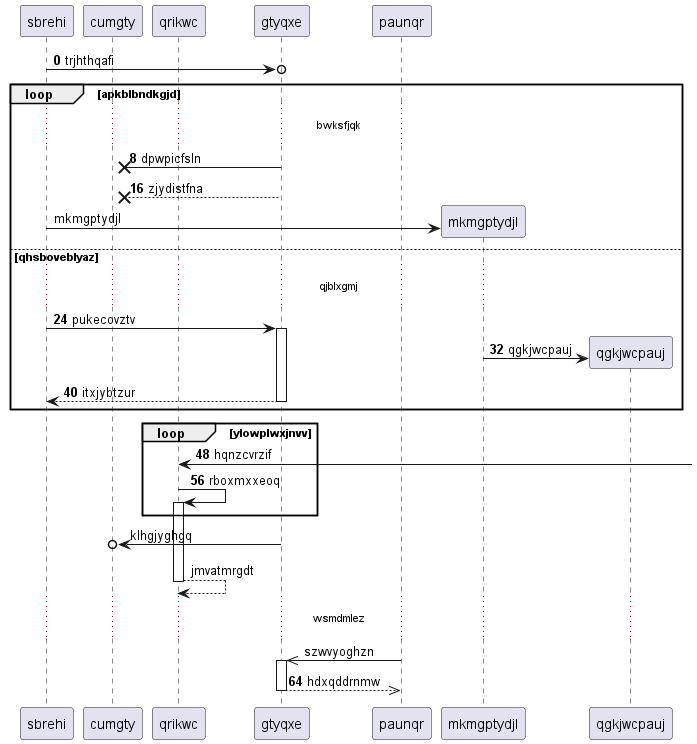 sbrehi cumgty qrikwc gtyqxe paunqr
0 trjhthqafi
loop [apkblbndkgjd]
bwksfjqk
8 dpwpicfsln
16 zjydistfna
mkmgptydjl mkmgptydjl
[qhsboveblyaz]
qjblxgmj
24 pukecovztv
32 qgkjwcpauj qgkjwcpauj
40 itxjybtzur
loop [ylowplwxjnvv]
48 hqnzcvrzif
56 rboxmxxeoq
klhgjyghgq
jmvatmrgdt
wsmdmlez
szwvyoghzn
64 hdxqddrnmw
sbrehi cumgty qrikwc gtyqxe paunqr mkmgptydjl qgkjwcpauj